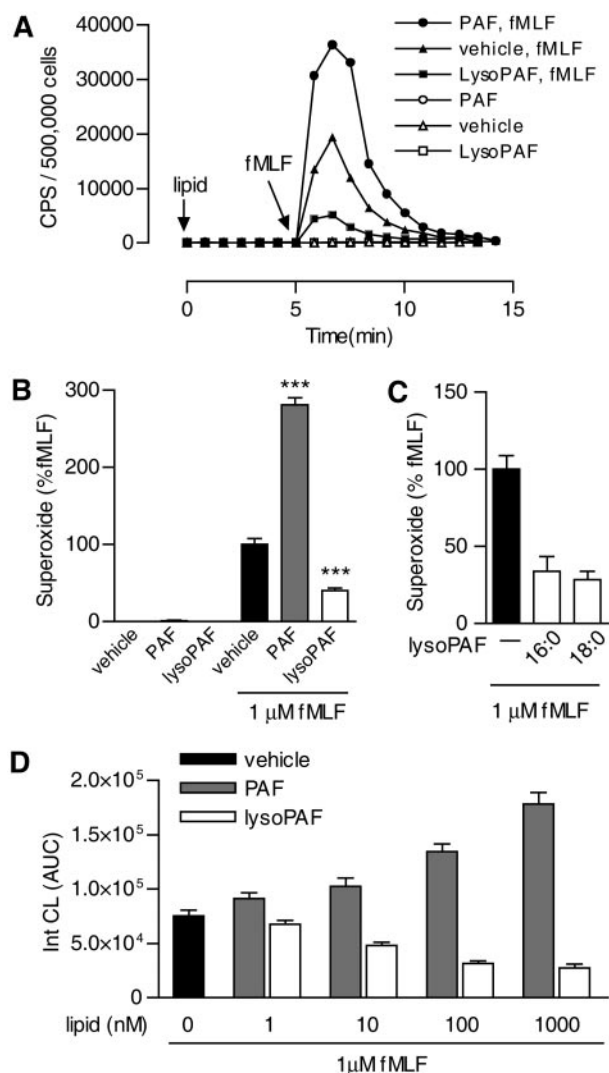 A
CPS / 500,000 cells
40000
30000
20000
10000
0
lipid
fMLF
PAF, fMLF
vehicle, fMLF
LysoPAF, fMLF
PAF
vehicle
LysoPAF
0 5 10 15
Time(min)
B
Superoxide (%fMLF)
300
200
100
0
***
***
vehicle PAF lysoPAF vehicle PAF lysoPAF
1 μM fMLF
C
Superoxide (% fMLF)
150
100
50
0
lysoPAF — 16:0 18:0
1 μM fMLF
D
vehicle
PAF
lysoPAF
Int CL (AUC)
2.0×10⁵
1.5×10⁵
1.0×10⁵
5.0×10⁴
0
lipid (nM) 0 1 10 100 1000
1μM fMLF